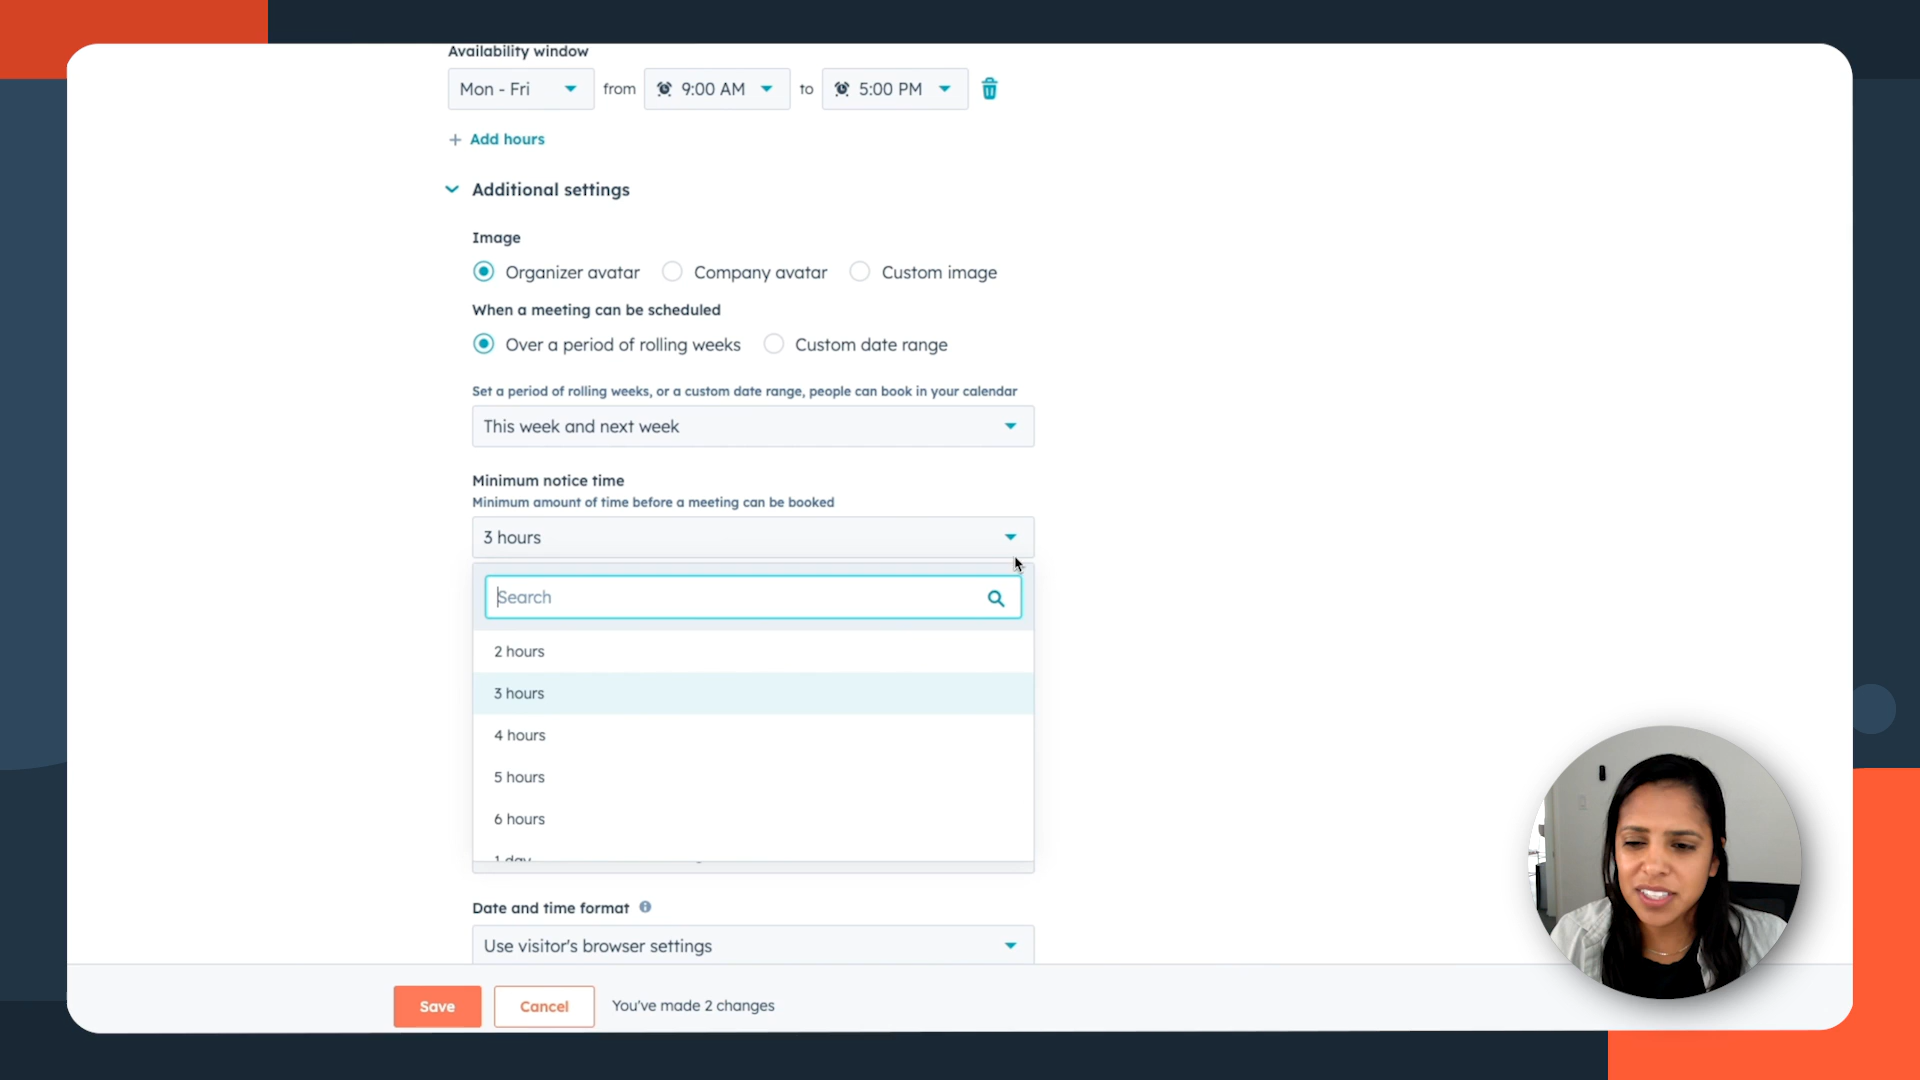 Availability window
Mon - Fri from 9:00 AM to 5:00 PM
+ Add hours
Additional settings
Image
Organizer avatar Company avatar Custom image
When a meeting can be scheduled
Over a period of rolling weeks Custom date range
Set a period of rolling weeks, or a custom date range, people can book in your calendar
This week and next week
Minimum notice time
Minimum amount of time before a meeting can be booked
3 hours
Search
2 hours
3 hours
4 hours
5 hours
6 hours
1 day
Date and time format
Use visitor's browser settings
Save Cancel You've made 2 changes